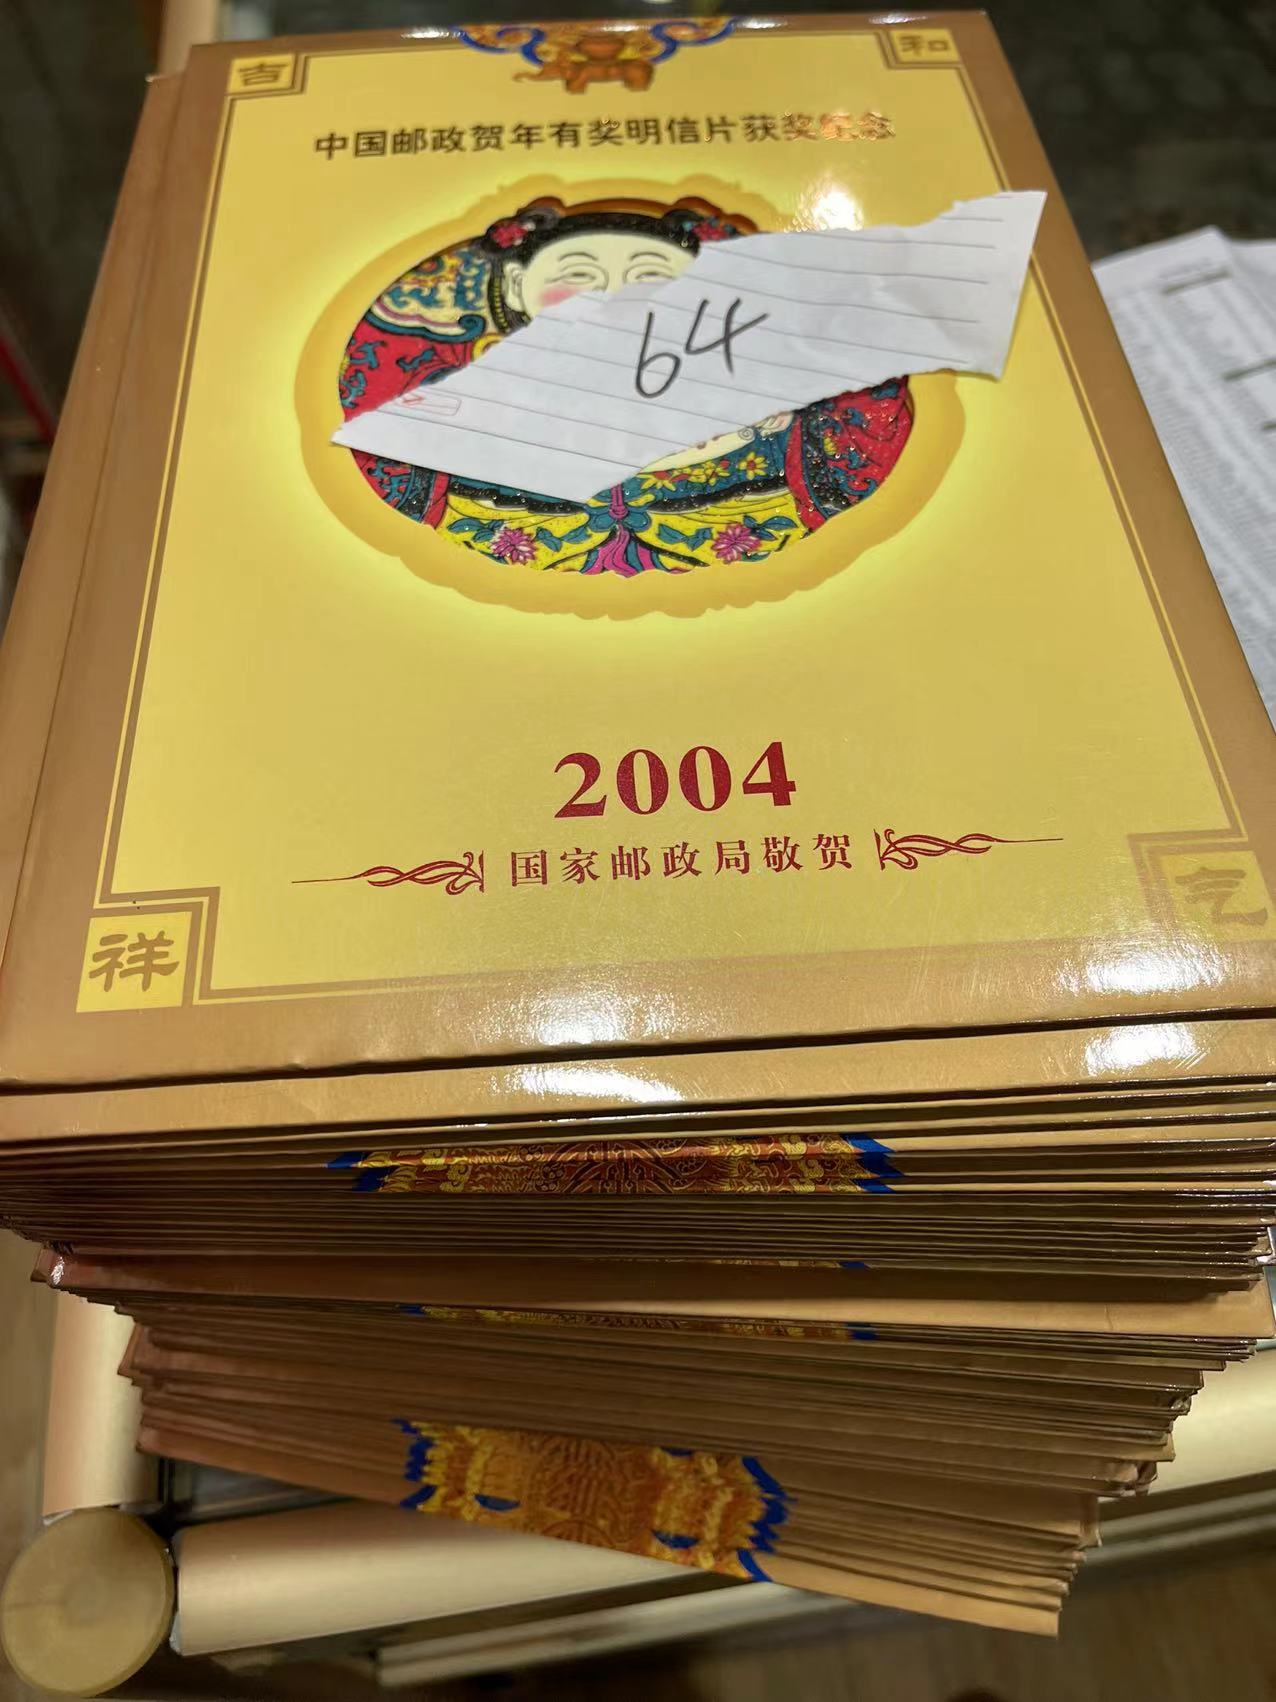 吉
和
中国邮政贺年有奖明信片获奖纪念
64
2004
国家邮政局敬贺
祥
气